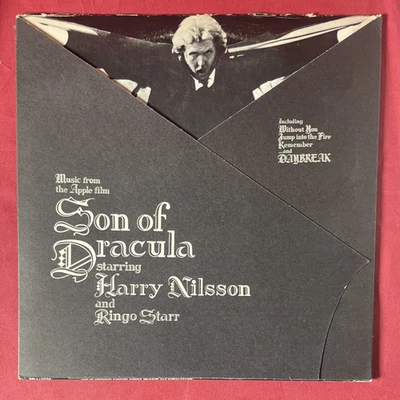 Including
Without You
Jump into the Fire
Remember
...and
DAYBREAK
Music from
the Apple film
Son of
Dracula
starring
Harry Nilsson
and
Ringo Starr